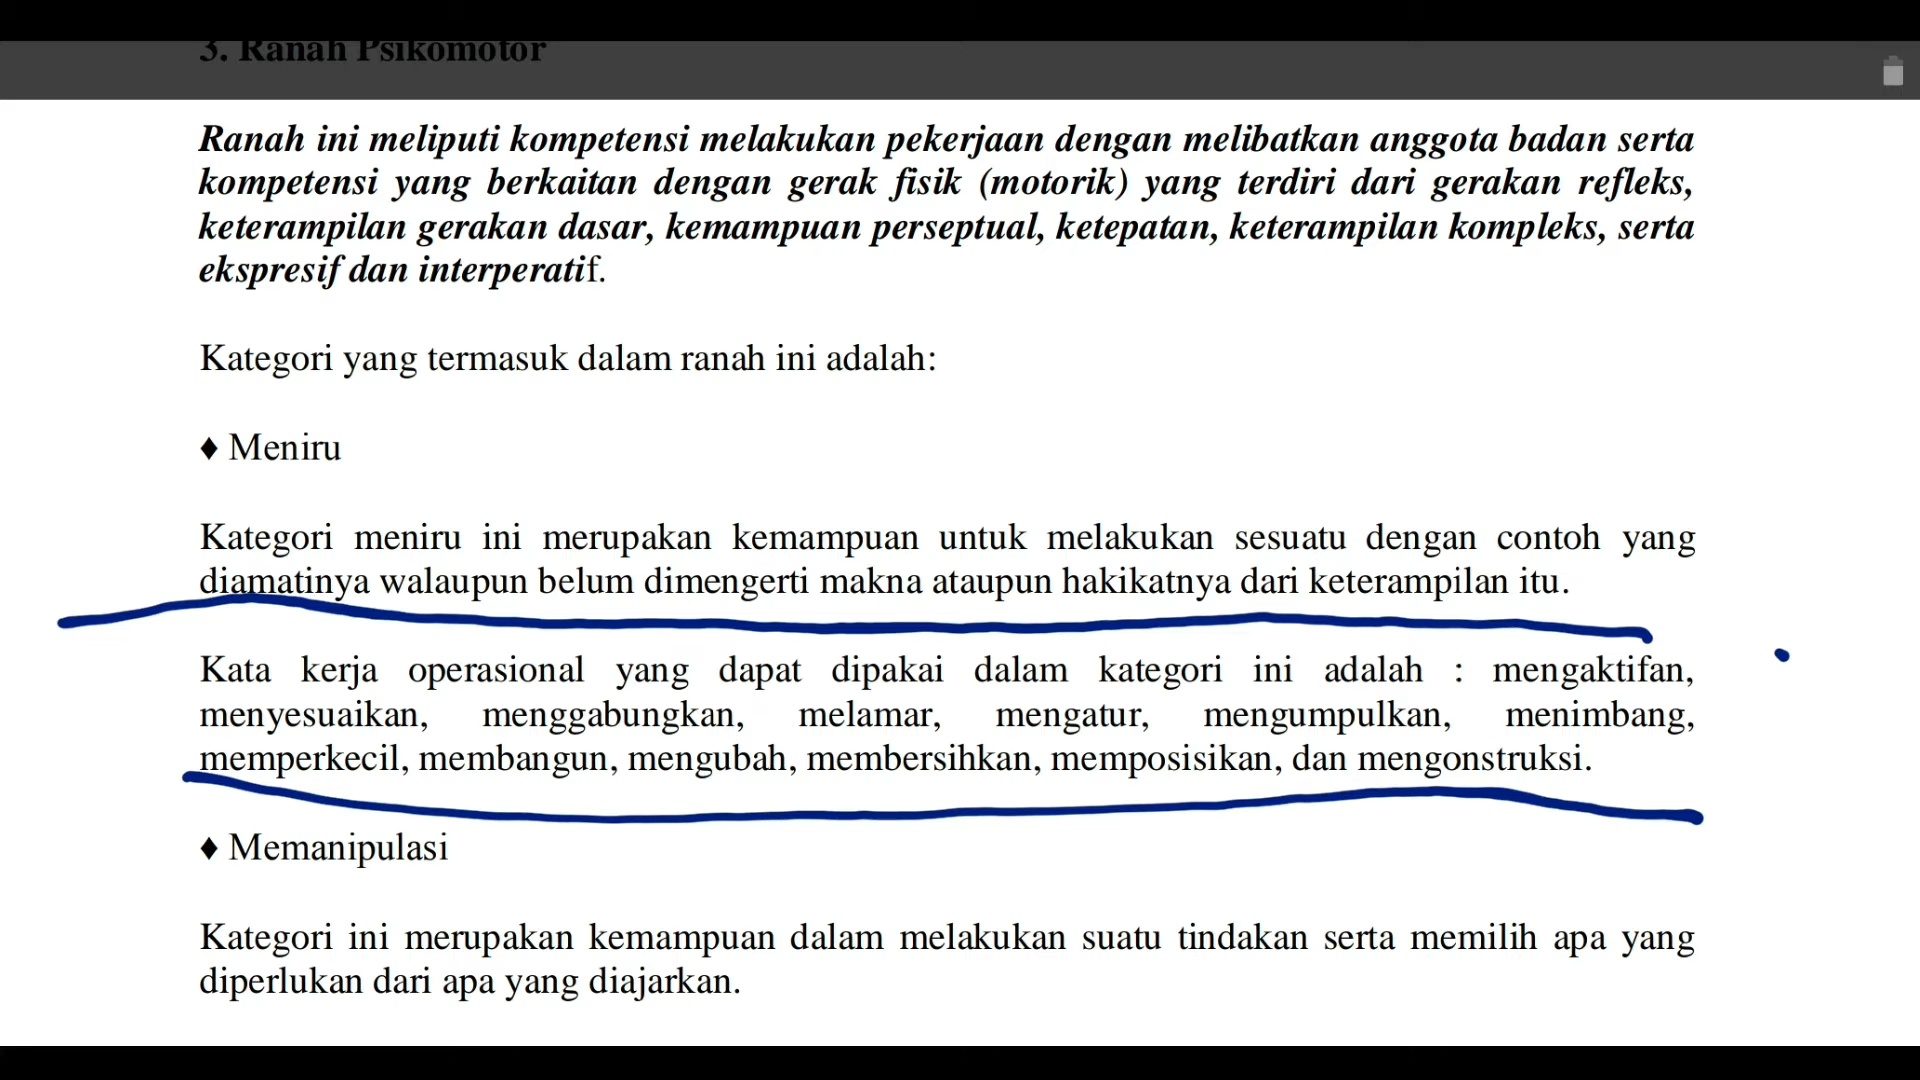 3. Ranah Psikomotor
Ranah ini meliputi kompetensi melakukan pekerjaan dengan melibatkan anggota badan serta
kompetensi yang berkaitan dengan gerak fisik (motorik) yang terdiri dari gerakan refleks,
keterampilan gerakan dasar, kemampuan perseptual, ketepatan, keterampilan kompleks, serta
ekspresif dan interperatif.
Kategori yang termasuk dalam ranah ini adalah:
♦ Meniru
Kategori meniru ini merupakan kemampuan untuk melakukan sesuatu dengan contoh yang
diamatinya walaupun belum dimengerti makna ataupun hakikatnya dari keterampilan itu.
Kata kerja operasional yang dapat dipakai dalam kategori ini adalah : mengaktifan,
menyesuaikan, menggabungkan, melamar, mengatur, mengumpulkan, menimbang,
memperkecil, membangun, mengubah, membersihkan, memposisikan, dan mengonstruksi.
♦ Memanipulasi
Kategori ini merupakan kemampuan dalam melakukan suatu tindakan serta memilih apa yang
diperlukan dari apa yang diajarkan.